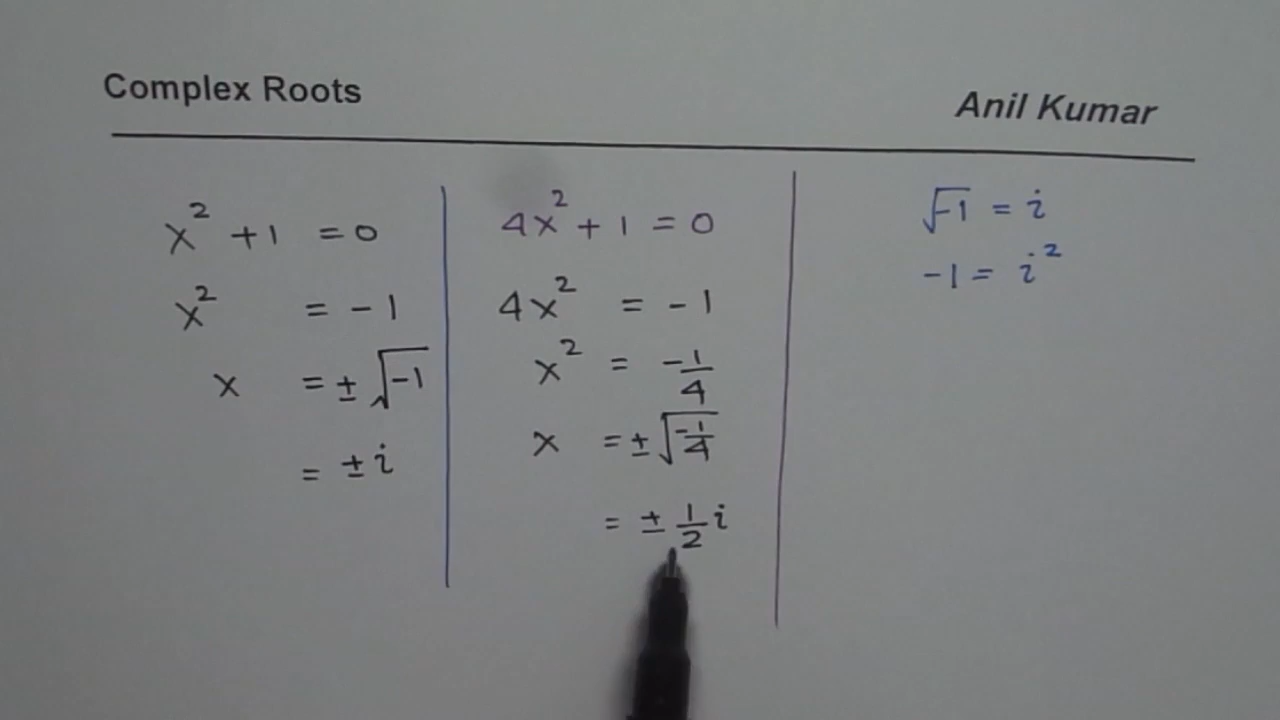 Complex Roots
Anil Kumar
x² + 1 = 0
x² = - 1
x = ± √-1
= ± i
4x² + 1 = 0
4x² = - 1
x² = - 1/4
x = ± √(- 1/4)
= ± 1/2 i
√-1 = i
-1 = i²